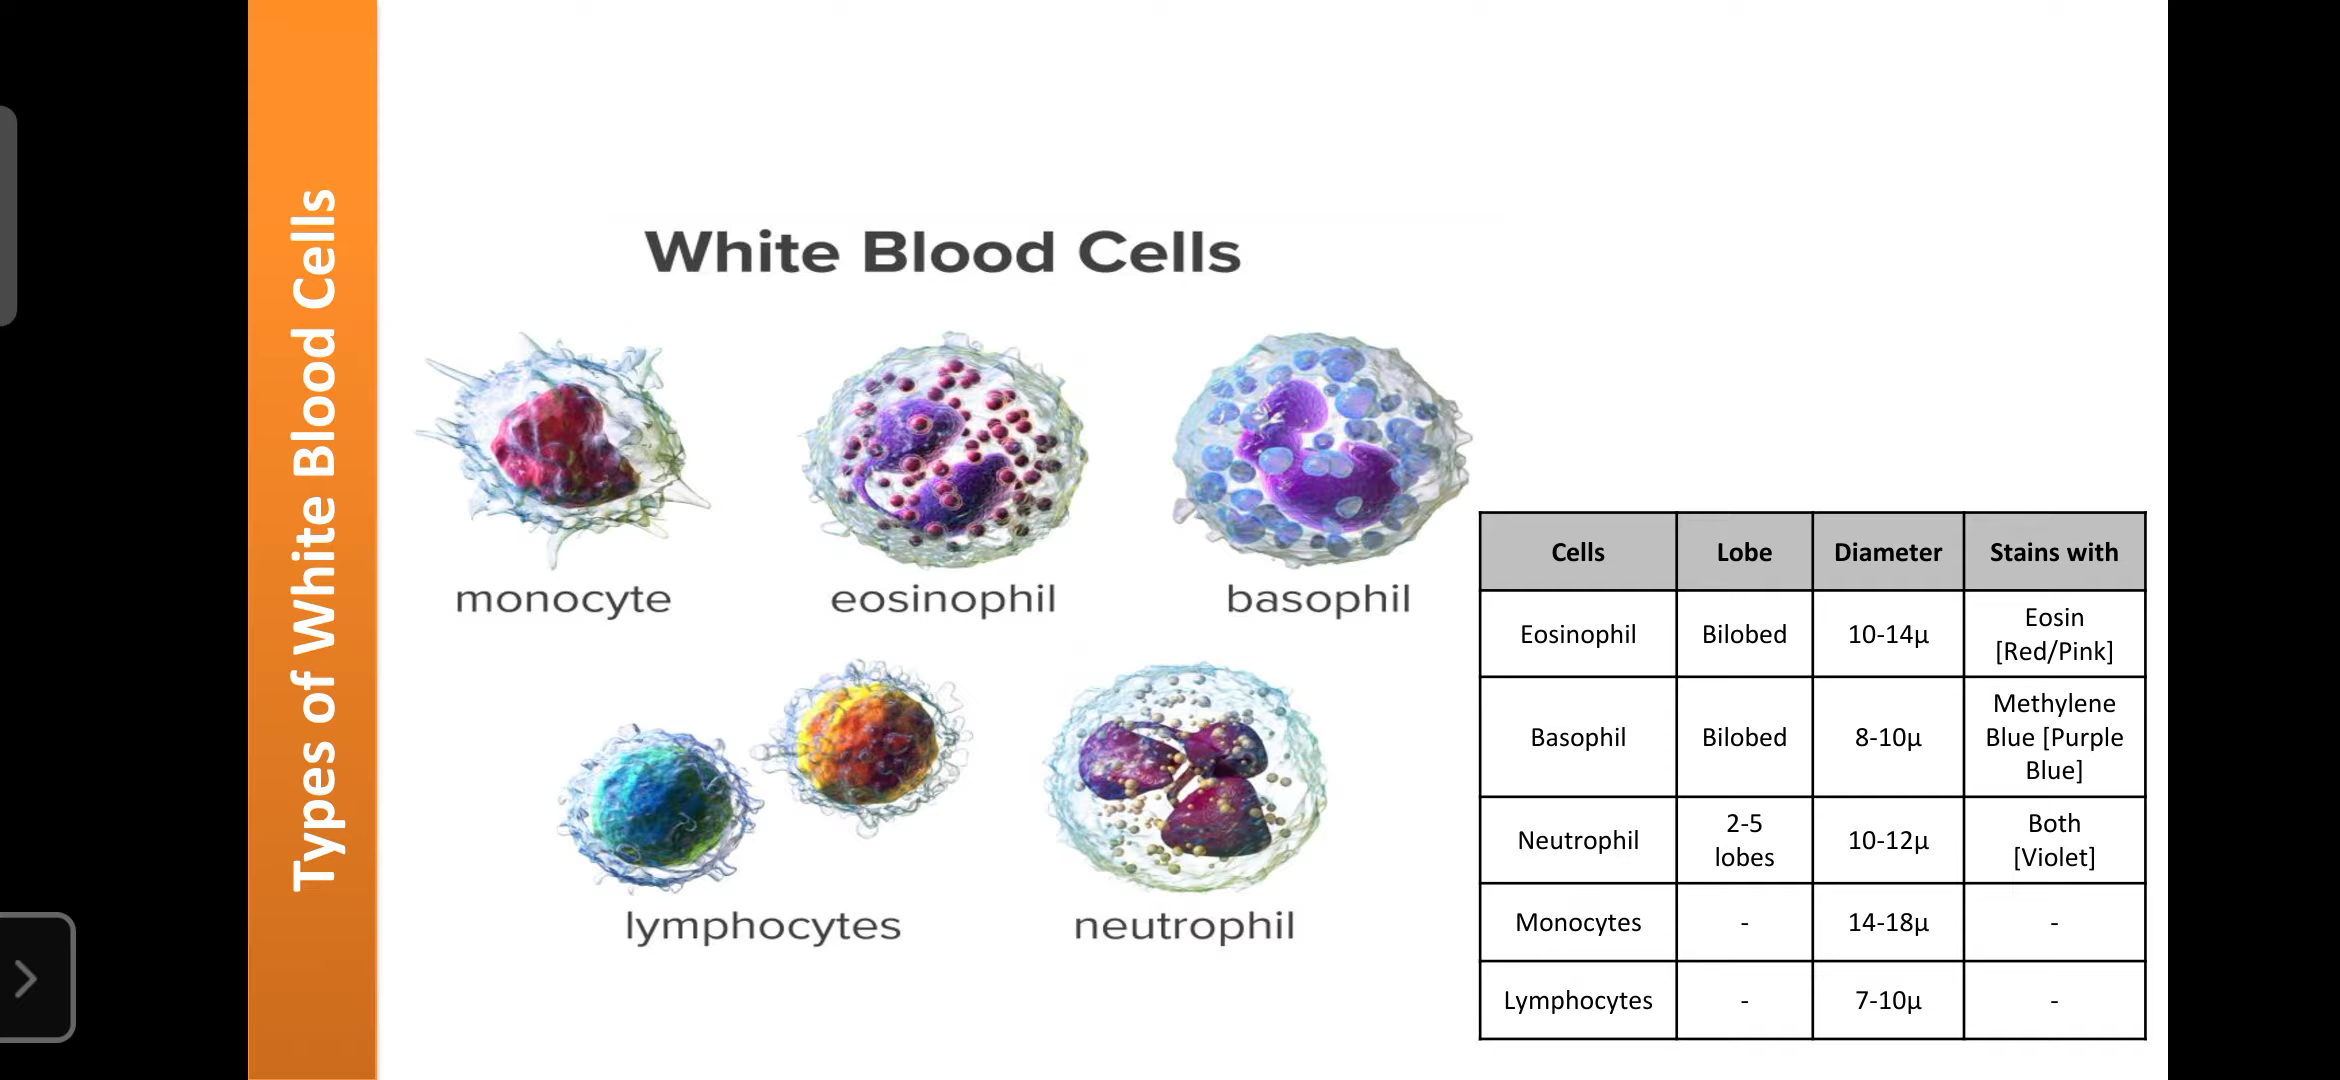 Types of White Blood Cells
White Blood Cells
monocyte
eosinophil
basophil
lymphocytes
neutrophil
Cells Lobe Diameter Stains with
Eosinophil Bilobed 10-14µ Eosin
[Red/Pink]
Basophil Bilobed 8-10µ Methylene
Blue [Purple
Blue]
Neutrophil 2-5
lobes 10-12µ Both
[Violet]
Monocytes - 14-18µ -
Lymphocytes - 7-10µ -